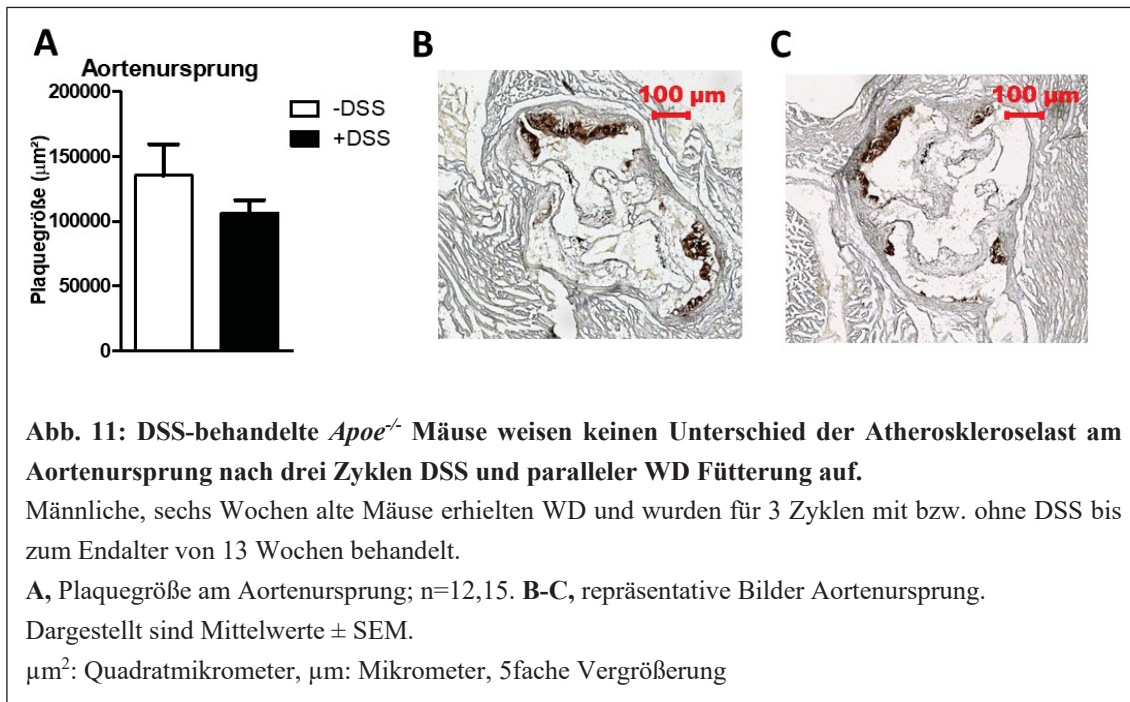 A
B
C
Aortenursprung
200000
150000
100000
50000
0
Plaquegröße (µm²)
-DSS
+DSS
100 µm
100 µm
Abb. 11: DSS-behandelte Apoe-/- Mäuse weisen keinen Unterschied der Atheroskleroselast am
Aortenursprung nach drei Zyklen DSS und paralleler WD Fütterung auf.
Männliche, sechs Wochen alte Mäuse erhielten WD und wurden für 3 Zyklen mit bzw. ohne DSS bis
zum Endalter von 13 Wochen behandelt.
A, Plaquegröße am Aortenursprung; n=12,15. B-C, repräsentative Bilder Aortenursprung.
Dargestellt sind Mittelwerte ± SEM.
µm²: Quadratmikrometer, µm: Mikrometer, 5fache Vergrößerung